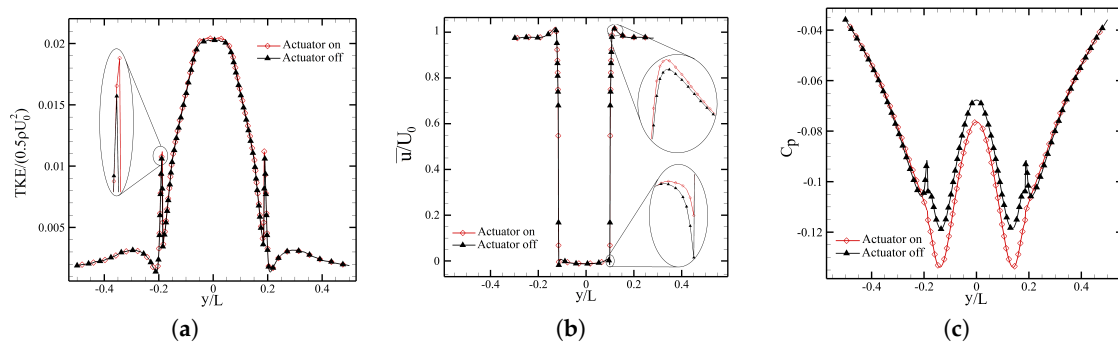 TKE/(0.5ρU₀²)
0.02
0.015
0.01
0.005
-0.4 -0.2 0 0.2 0.4
y/L
Actuator on
Actuator off
(a)
u̅/U₀
1
0.8
0.6
0.4
0.2
0
-0.4 -0.2 0 0.2 0.4
y/L
Actuator on
Actuator off
(b)
Cₚ
-0.04
-0.06
-0.08
-0.1
-0.12
-0.4 -0.2 0 0.2 0.4
y/L
Actuator on
Actuator off
(c)